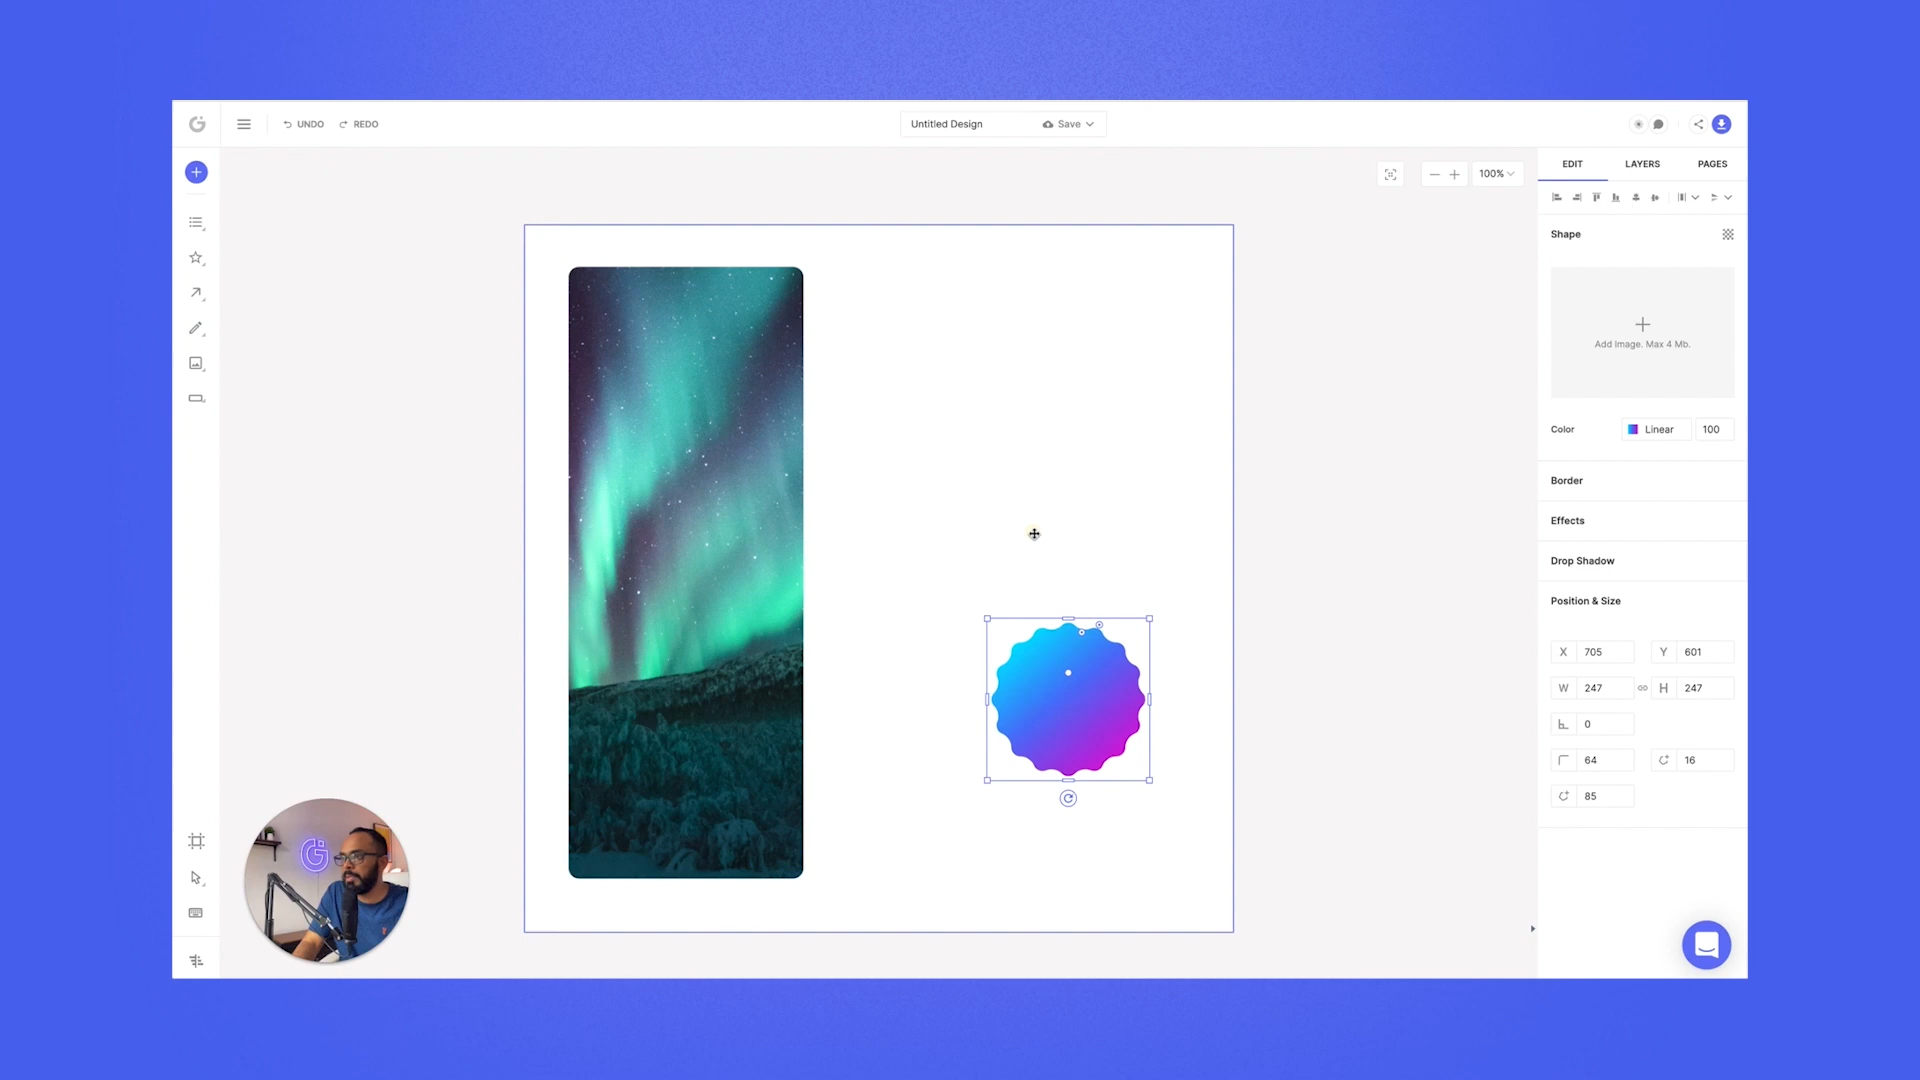 UNDO REDO Untitled Design Save
EDIT LAYERS PAGES
100%
Shape
Add Image. Max 4 Mb.
Color Linear 100
Border
Effects
Drop Shadow
Position & Size
X 705 Y 601
W 247 H 247
0
64 16
85